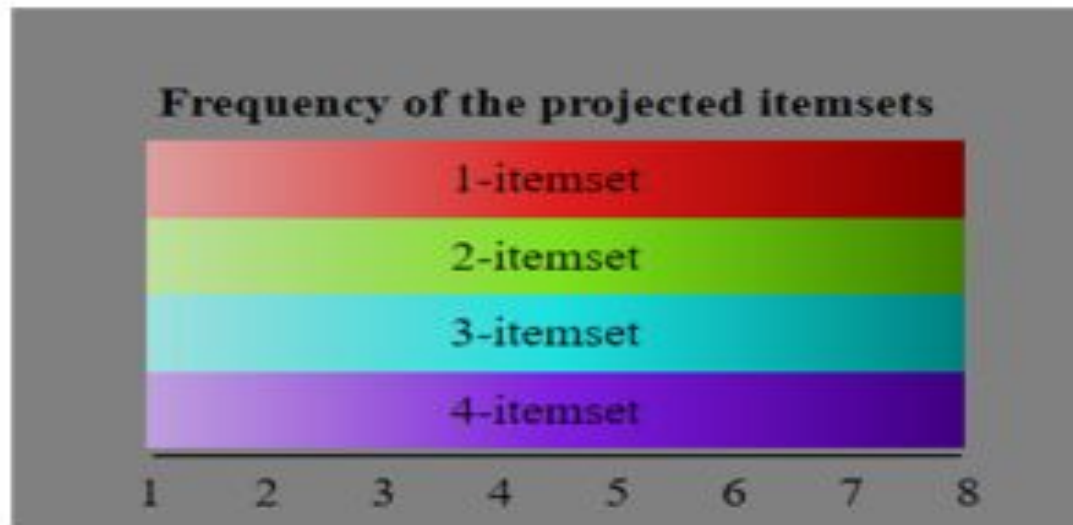 Frequency of the projected itemsets
1-itemset
2-itemset
3-itemset
4-itemset
1 2 3 4 5 6 7 8